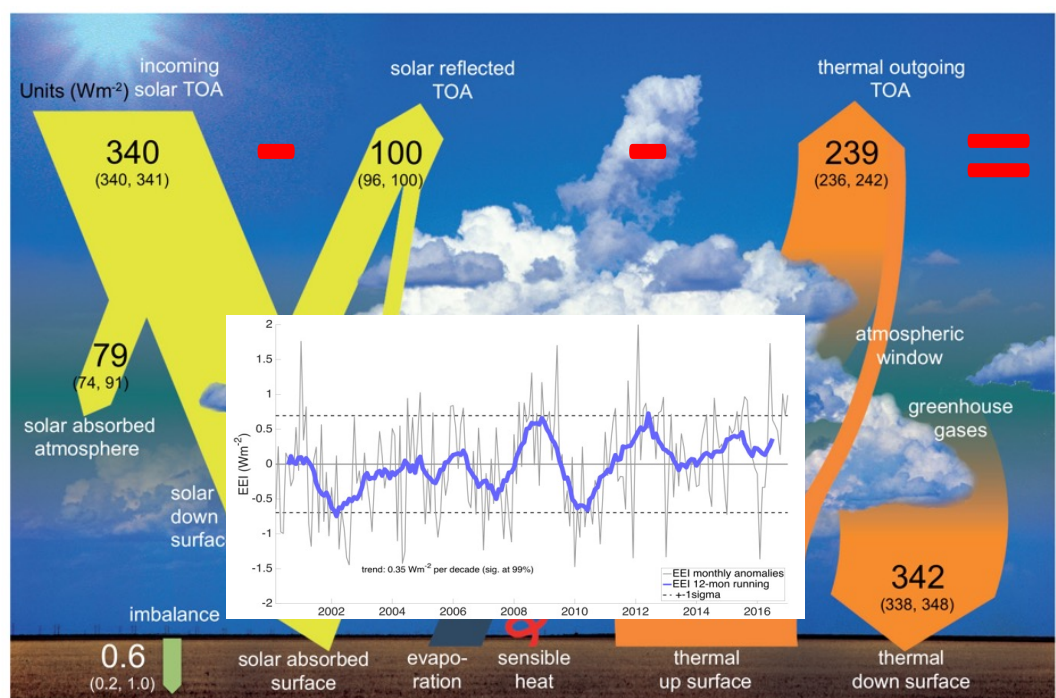 incoming
solar TOA
Units (Wm-2)
solar reflected
TOA
thermal outgoing
TOA
340
(340, 341)
-
100
(96, 100)
-
239
(236, 242)
=
79
(74, 91)
solar absorbed
atmosphere
atmospheric
window
greenhouse
gases
solar
down
surfac
2
1.5
1
0.5
0
-0.5
-1
-1.5
-2
EEI (Wm-2)
trend: 0.35 Wm-2 per decade (sig. at 99%)
EEI monthly anomalies
EEI 12-mon running
+-1sigma
2002 2004 2006 2008 2010 2012 2014 2016
342
(338, 348)
imbalance
0.6
(0.2, 1.0)
solar absorbed
surface
evapo-
ration
sensible
heat
thermal
up surface
thermal
down surface